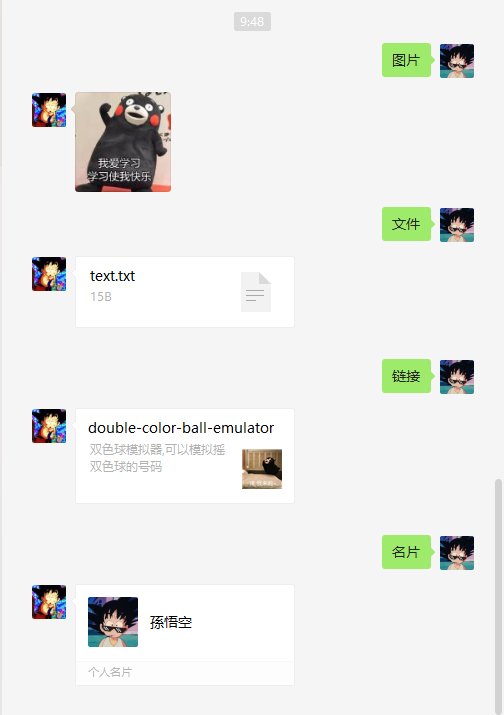 9:48
图片
我爱学习
学习使我快乐
文件
text.txt
15B
链接
double-color-ball-emulator
双色球模拟器,可以模拟摇
双色球的号码
名片
孫悟空
个人名片